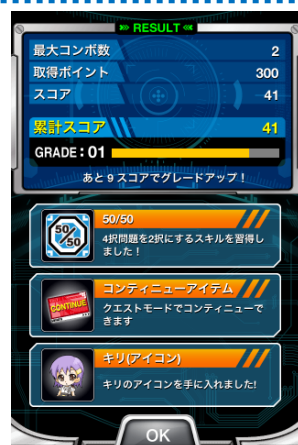 RESULT
最大コンボ数 2
取得ポイント 300
スコア 41
累計スコア 41
GRADE：01
あと９スコアでグレードアップ！
50/50
50/50
4択問題を2択にするスキルを習得し
ました！
コンティニューアイテム
CONTINUE
クエストモードでコンティニューで
きます
キリ(アイコン)
キリのアイコンを手に入れました!
OK